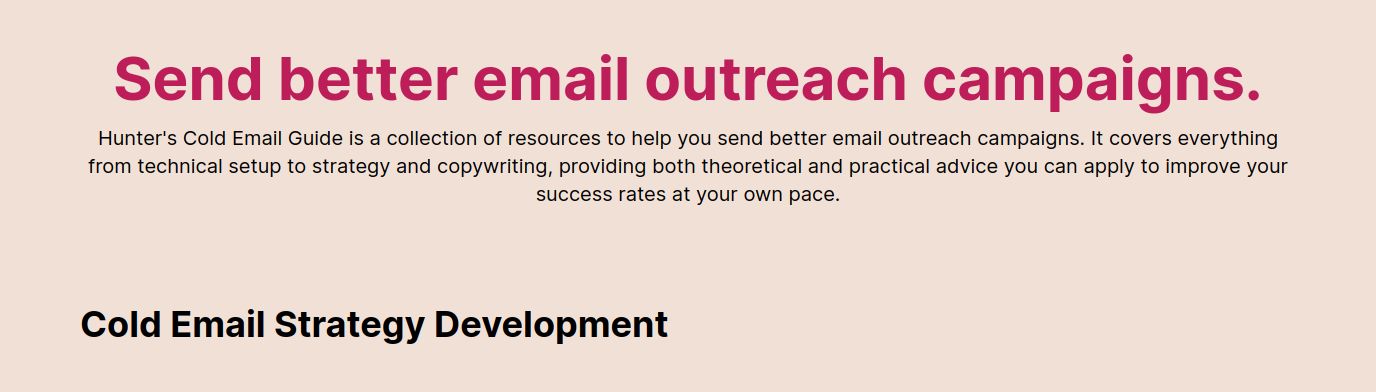 Send better email outreach campaigns.
Hunter's Cold Email Guide is a collection of resources to help you send better email outreach campaigns. It covers everything
from technical setup to strategy and copywriting, providing both theoretical and practical advice you can apply to improve your
success rates at your own pace.
Cold Email Strategy Development